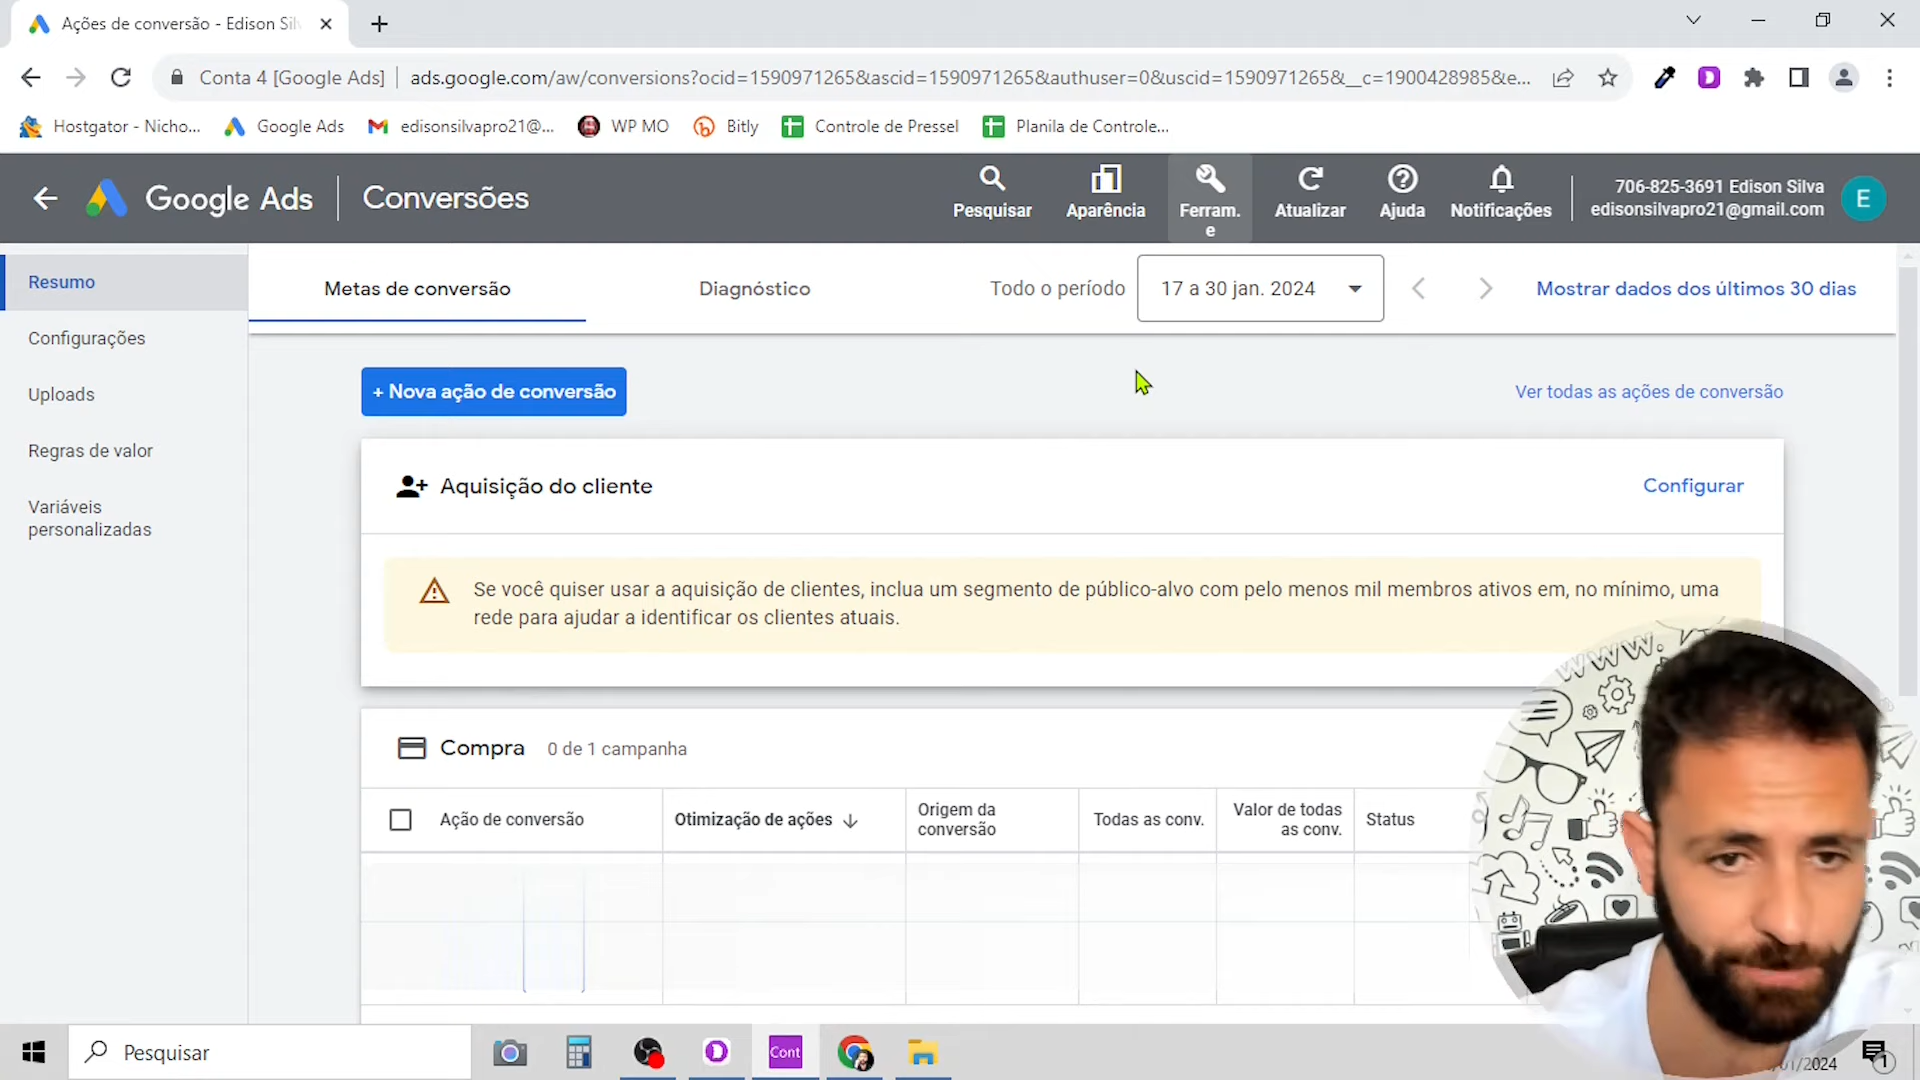 Ações de conversão - Edison Sil
Conta 4 [Google Ads]
ads.google.com/aw/conversions?ocid=1590971265&ascid=1590971265&authuser=0&uscid=1590971265&__c=1900428985&e...
Hostgator - Nicho...
Google Ads
edisonsilvapro21@...
WP MO
Bitly
Controle de Pressel
Planila de Controle...
Google Ads
Conversões
Pesquisar
Aparência
Ferram.
e
Atualizar
Ajuda
Notificações
706-825-3691 Edison Silva
edisonsilvapro21@gmail.com
E
Resumo
Configurações
Uploads
Regras de valor
Variáveis
personalizadas
Metas de conversão
Diagnóstico
Todo o período
17 a 30 jan. 2024
Mostrar dados dos últimos 30 dias
+ Nova ação de conversão
Ver todas as ações de conversão
Aquisição do cliente
Configurar
Se você quiser usar a aquisição de clientes, inclua um segmento de público-alvo com pelo menos mil membros ativos em, no mínimo, uma
rede para ajudar a identificar os clientes atuais.
Compra
0 de 1 campanha
Ação de conversão
Otimização de ações
Origem da
conversão
Todas as conv.
Valor de todas
as conv.
Status
www.
Pesquisar
Cont
/01/2024
1